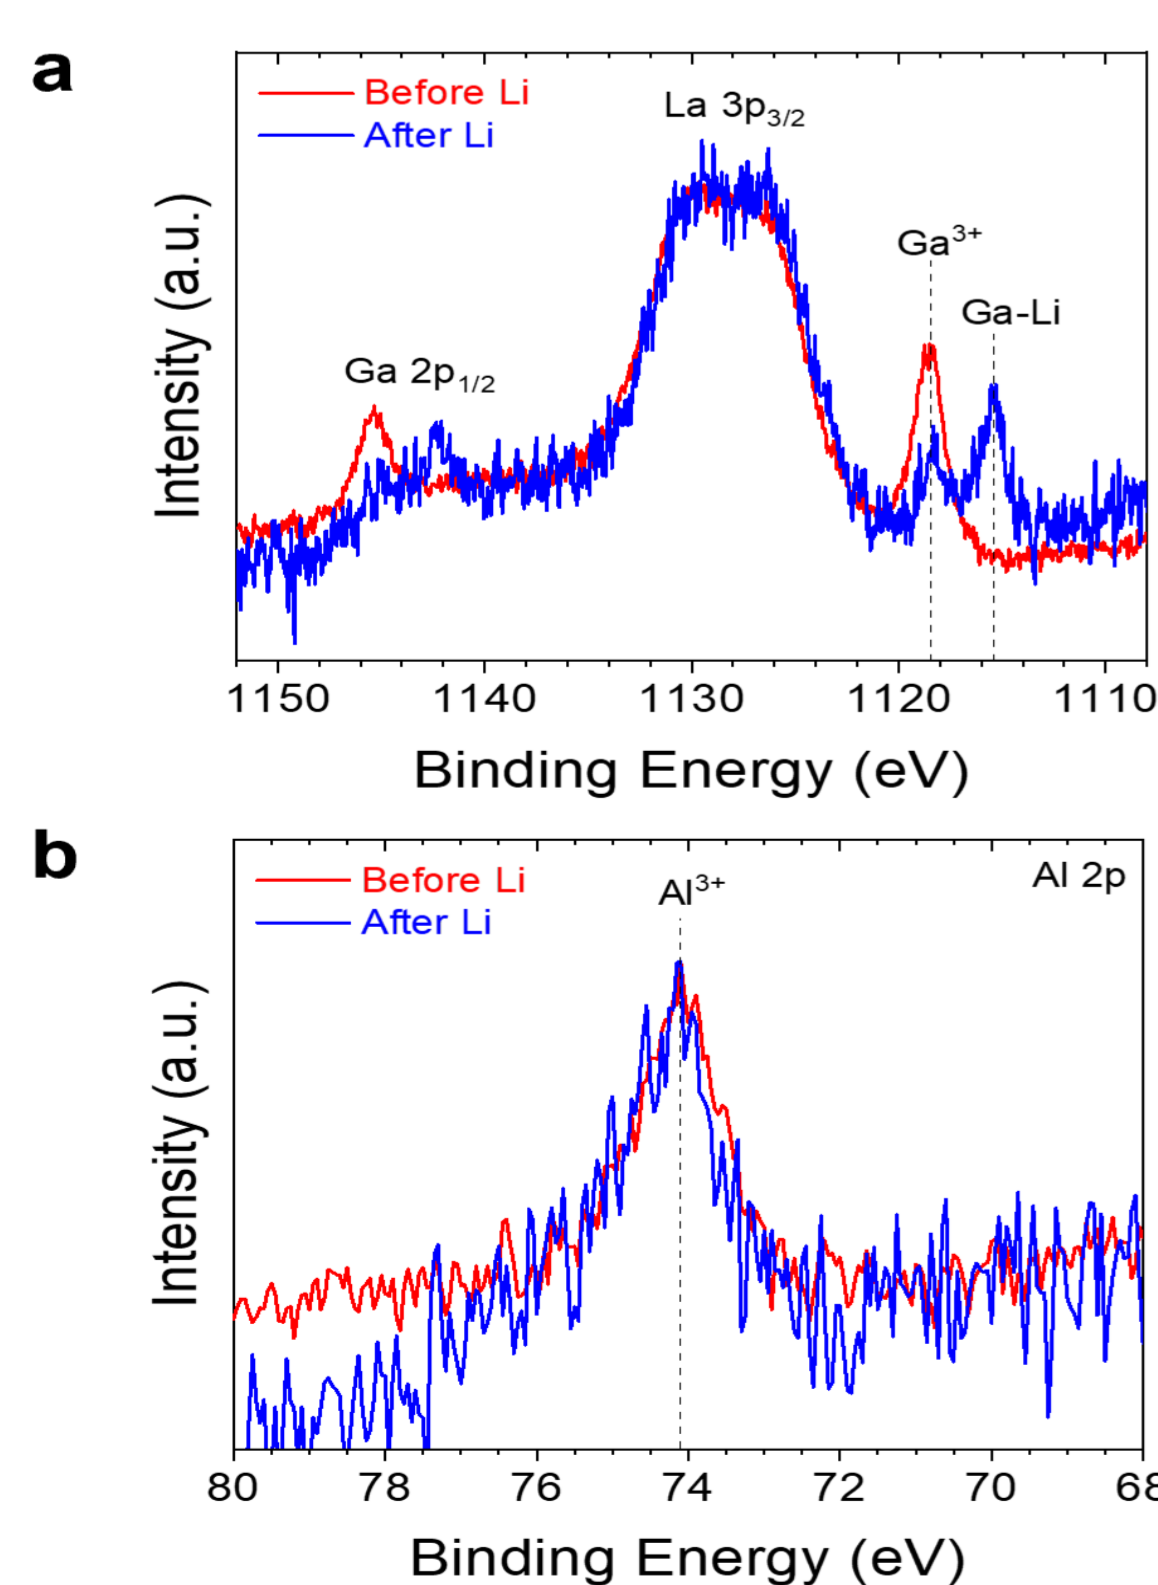 a
Before Li
After Li
La 3p3/2
Ga3+
Ga-Li
Ga 2p1/2
Intensity (a.u.)
1150 1140 1130 1120 1110
Binding Energy (eV)
b
Before Li
After Li
Al3+
Al 2p
Intensity (a.u.)
80 78 76 74 72 70 68
Binding Energy (eV)